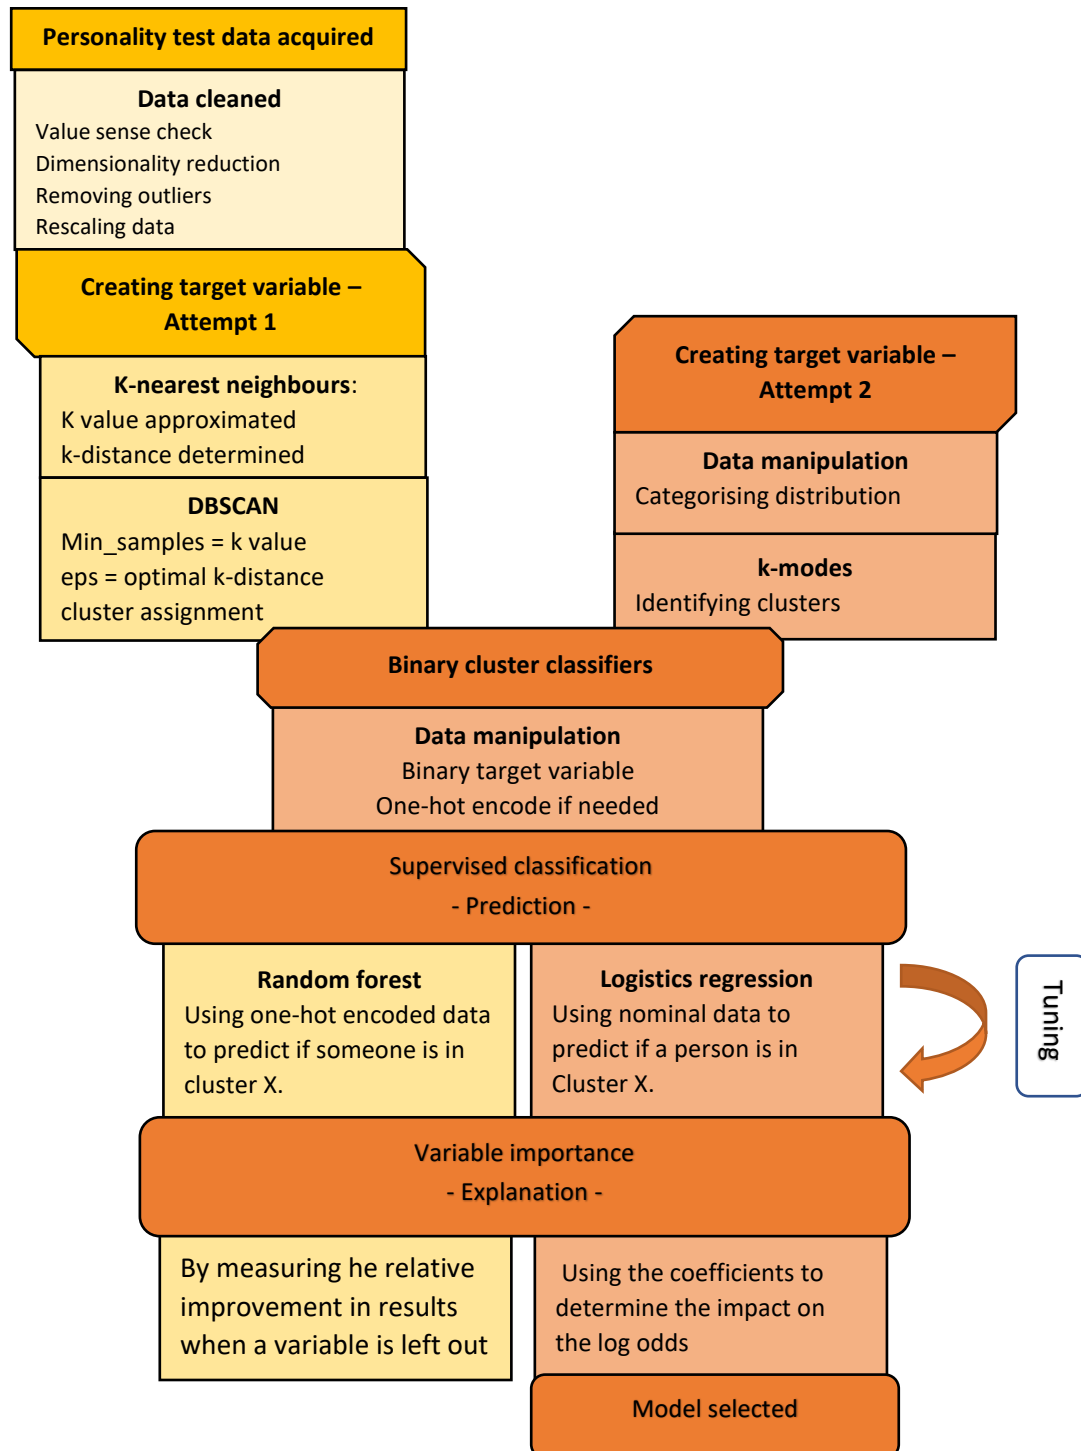 Personality test data acquired
Data cleaned
Value sense check
Dimensionality reduction
Removing outliers
Rescaling data
Creating target variable –
Attempt 1
K-nearest neighbours:
K value approximated
k-distance determined
DBSCAN
Min_samples = k value
eps = optimal k-distance
cluster assignment
Creating target variable –
Attempt 2
Data manipulation
Categorising distribution
k-modes
Identifying clusters
Binary cluster classifiers
Data manipulation
Binary target variable
One-hot encode if needed
Supervised classification
- Prediction -
Random forest
Using one-hot encoded data
to predict if someone is in
cluster X.
Logistics regression
Using nominal data to
predict if a person is in
Cluster X.
Tuning
Variable importance
- Explanation -
By measuring he relative
improvement in results
when a variable is left out
Using the coefficients to
determine the impact on
the log odds
Model selected